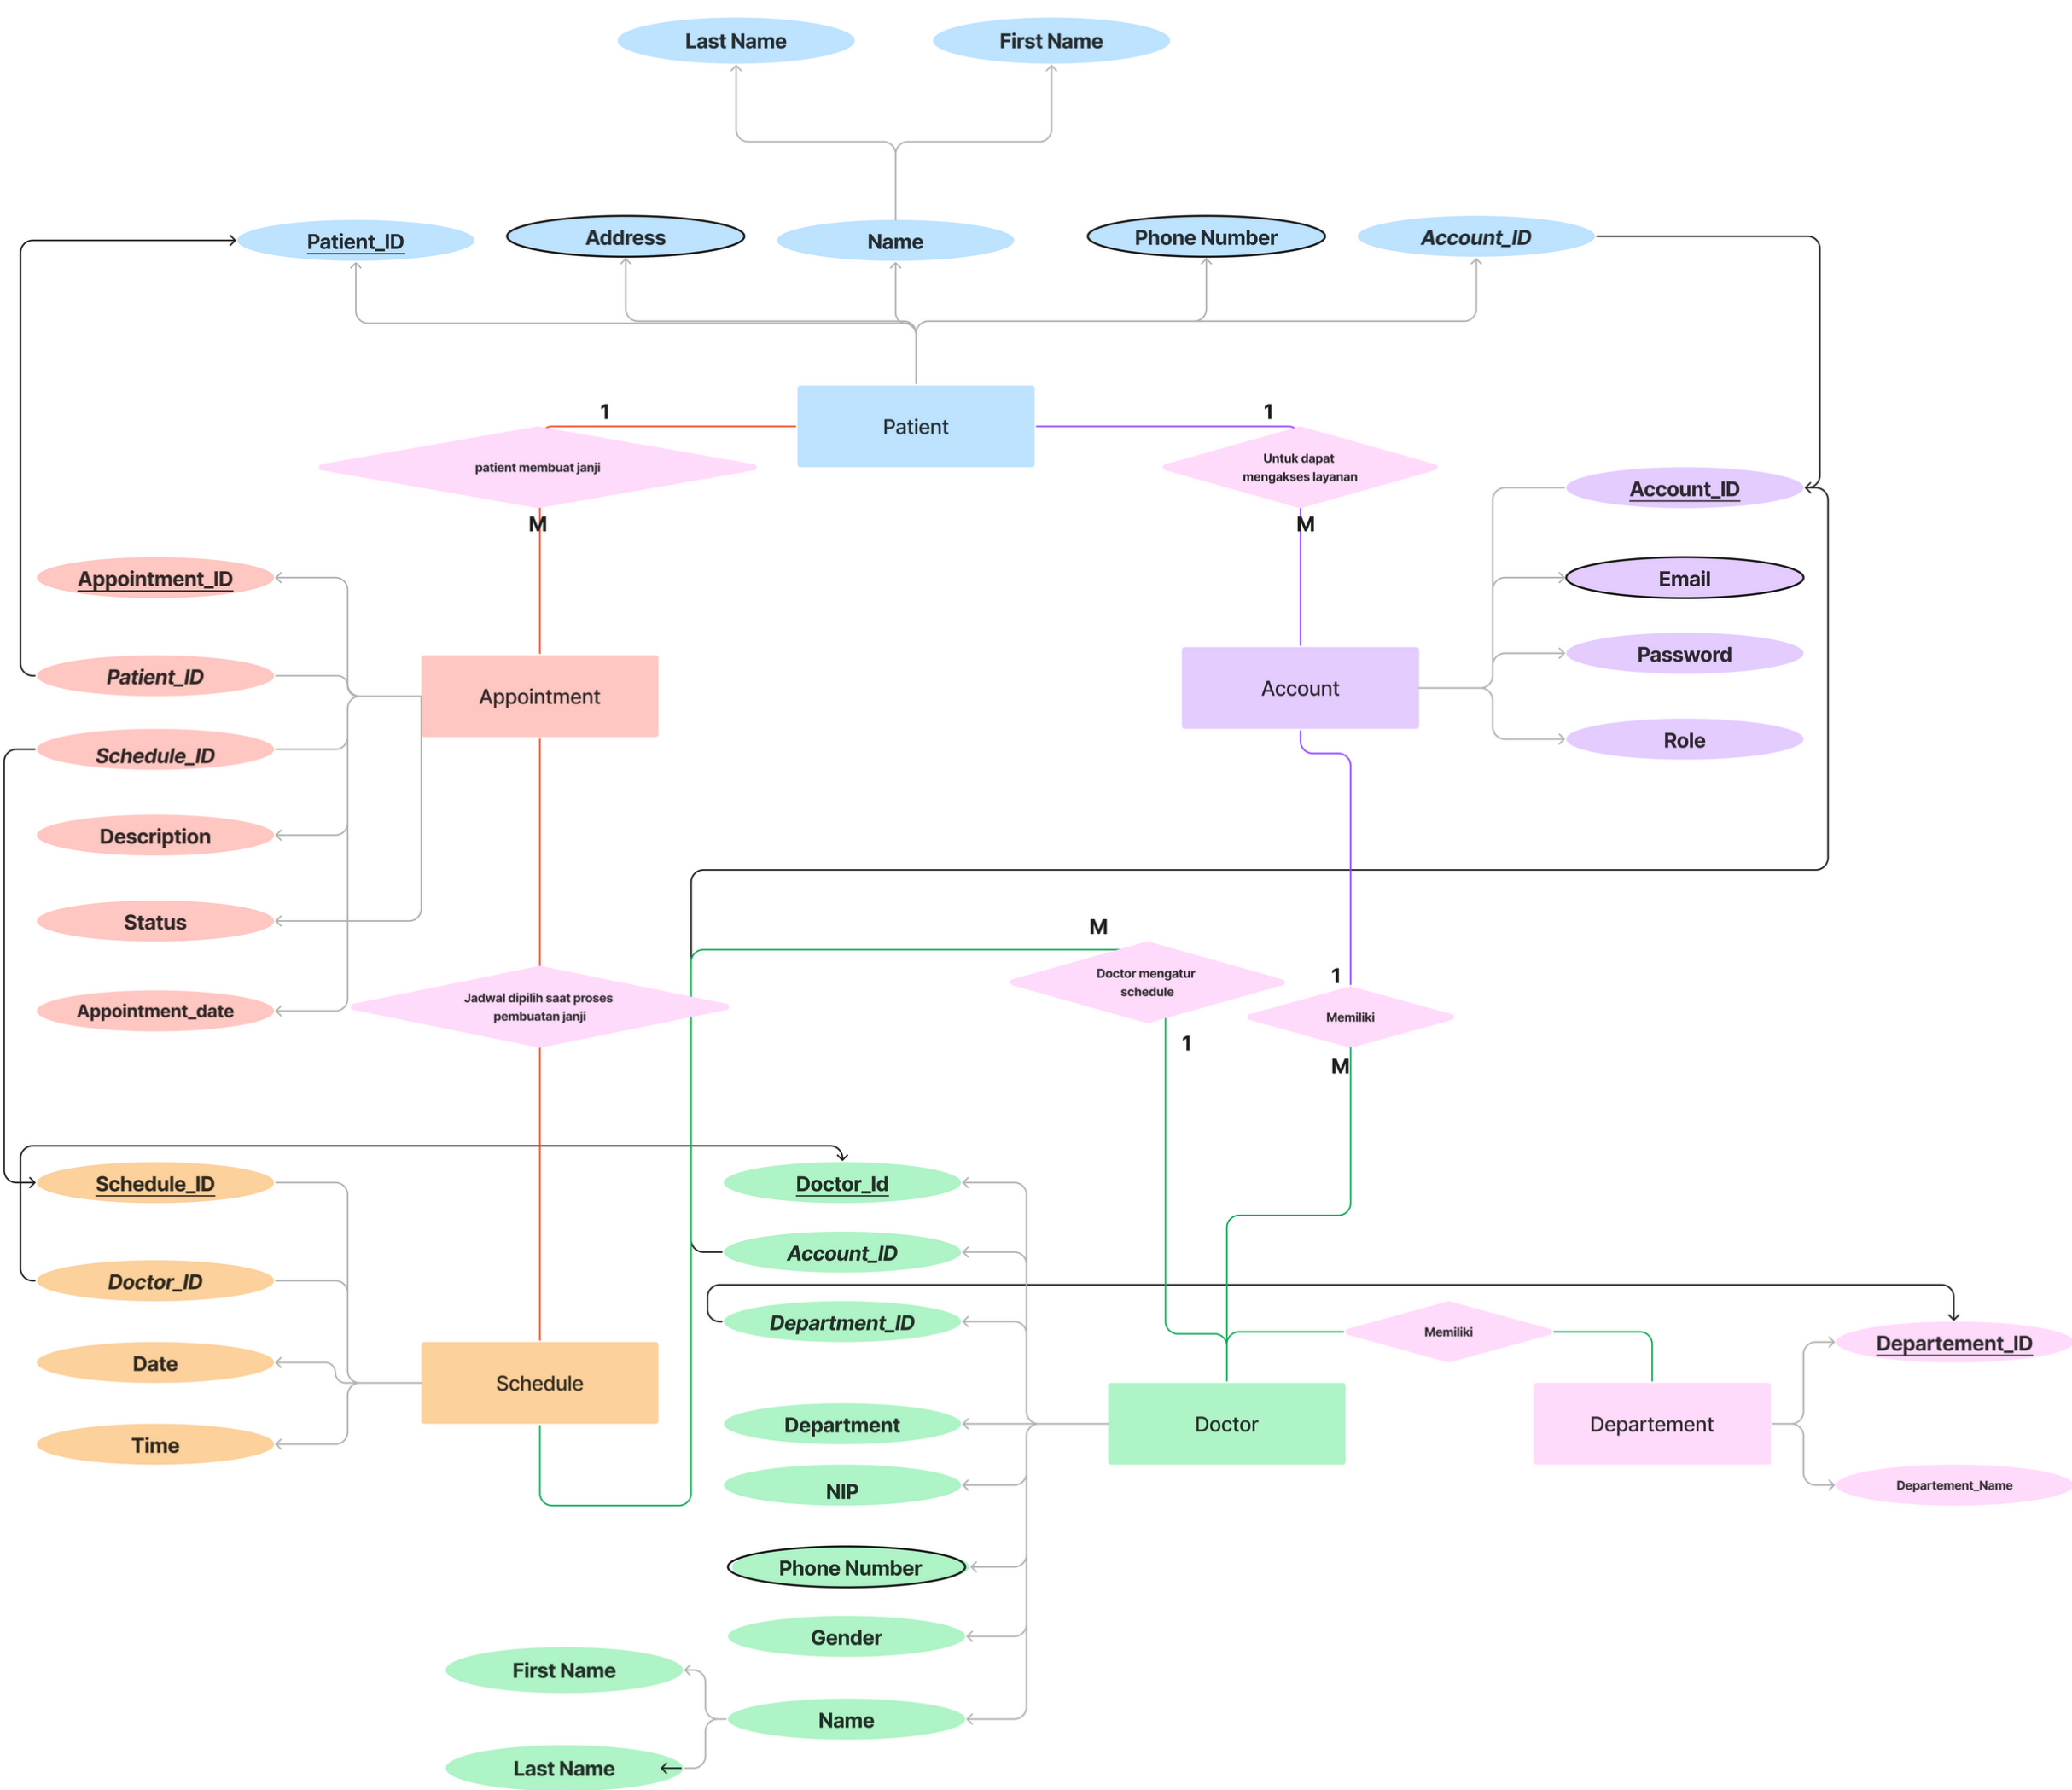 Last Name
First Name
Patient_ID
Address
Name
Phone Number
Account_ID
1
Patient
1
patient membuat janji
Untuk dapat
mengakses layanan
M
M
Account_ID
Appointment_ID
Email
Patient_ID
Appointment
Account
Password
Schedule_ID
Role
Description
Status
M
Appointment_date
Jadwal dipilih saat proses
pembuatan janji
Doctor mengatur
schedule
1
Memiliki
1
M
Schedule_ID
Doctor_Id
Doctor_ID
Account_ID
Department_ID
Memiliki
Departement_ID
Date
Schedule
Time
Department
Doctor
Departement
NIP
Departement_Name
Phone Number
Gender
First Name
Name
Last Name